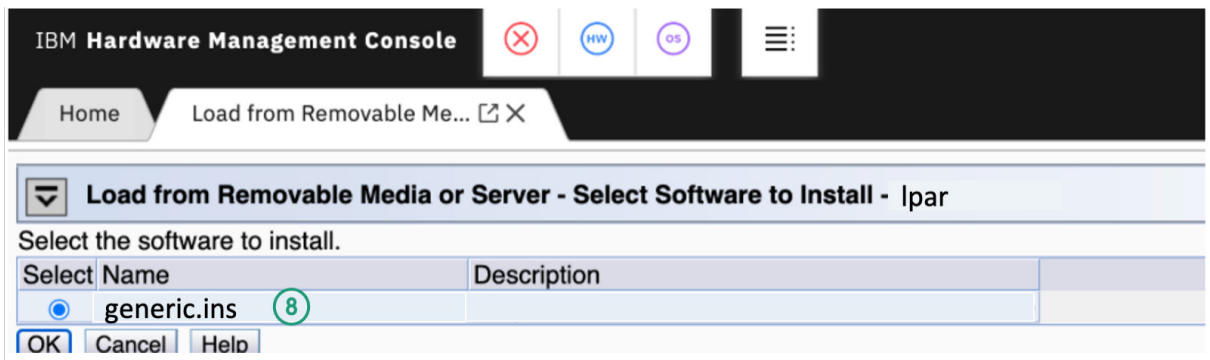 IBM Hardware Management Console HW OS
Home Load from Removable Me...
Load from Removable Media or Server - Select Software to Install - lpar
Select the software to install.
Select Name Description
generic.ins 8
OK Cancel Help